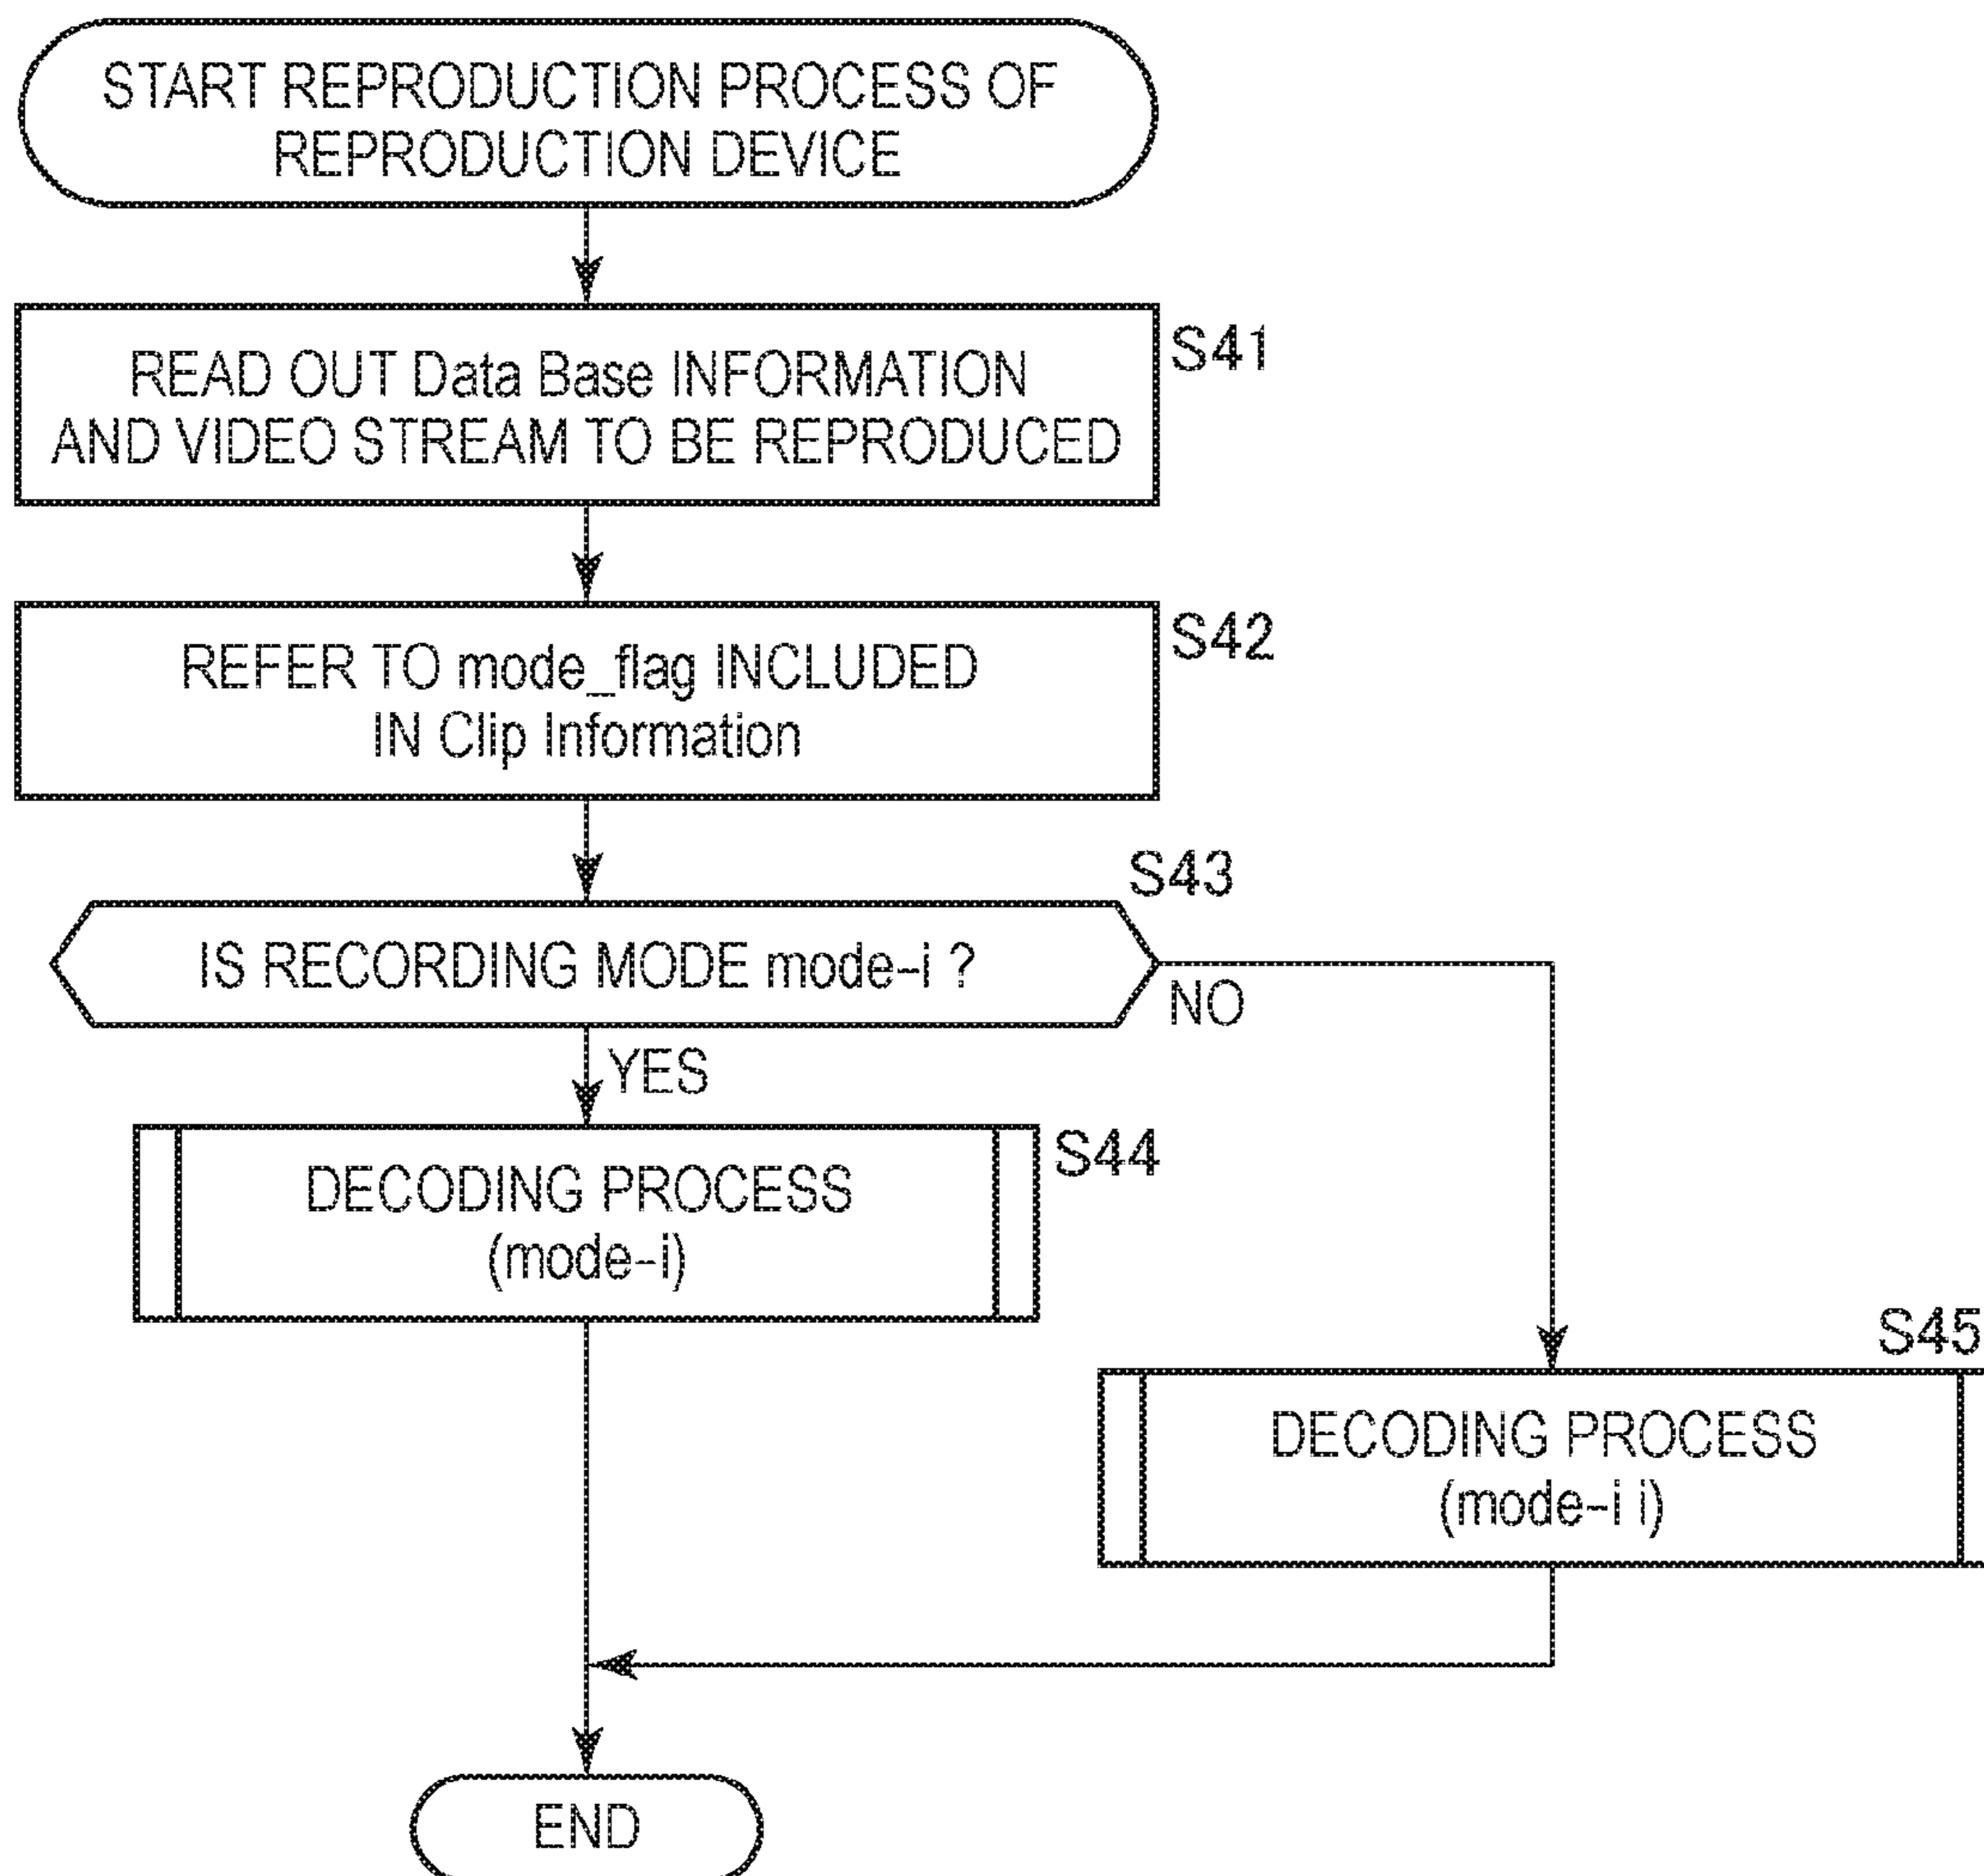 START REPRODUCTION PROCESS OF
REPRODUCTION DEVICE
S41
READ OUT Data Base INFORMATION
AND VIDEO STREAM TO BE REPRODUCED
S42
REFER TO mode_flag INCLUDED
IN Clip Information
S43
IS RECORDING MODE mode-i ?
NO
YES
S44
DECODING PROCESS
(mode-i)
S45
DECODING PROCESS
(mode-i i)
END